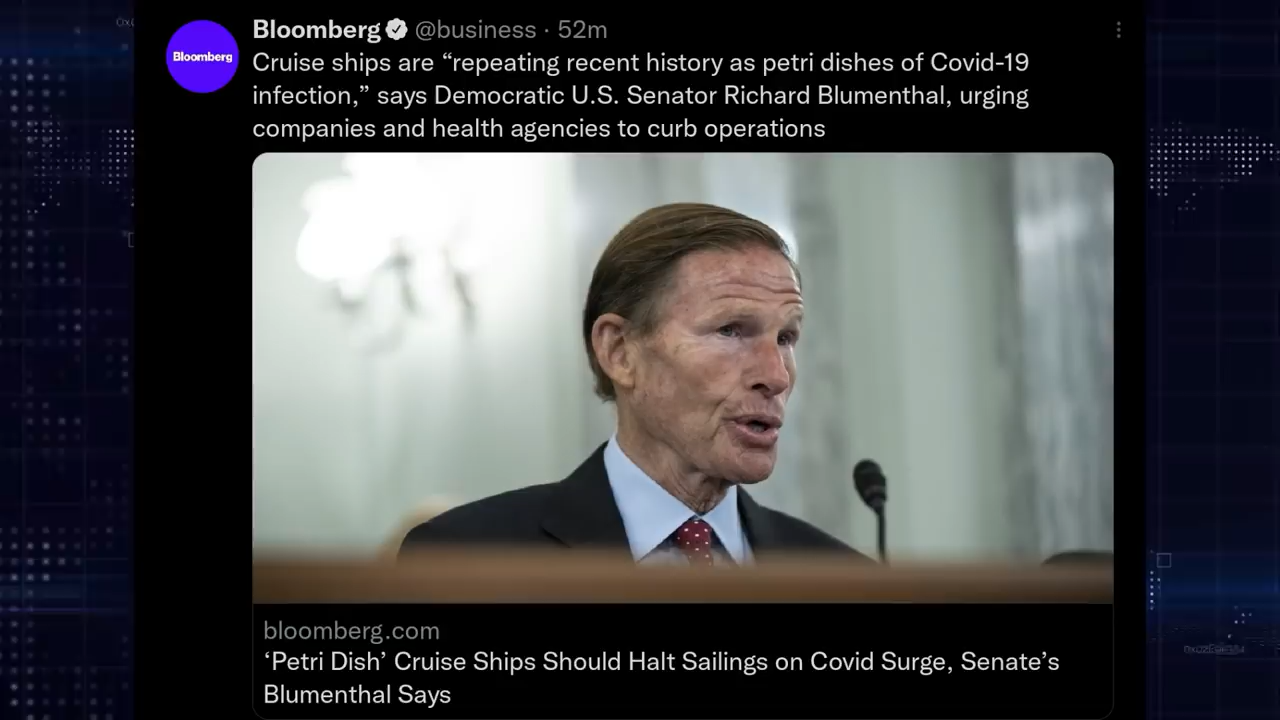 Bloomberg @business · 52m
Bloomberg
Cruise ships are “repeating recent history as petri dishes of Covid-19
infection,” says Democratic U.S. Senator Richard Blumenthal, urging
companies and health agencies to curb operations
bloomberg.com
‘Petri Dish’ Cruise Ships Should Halt Sailings on Covid Surge, Senate’s
Blumenthal Says